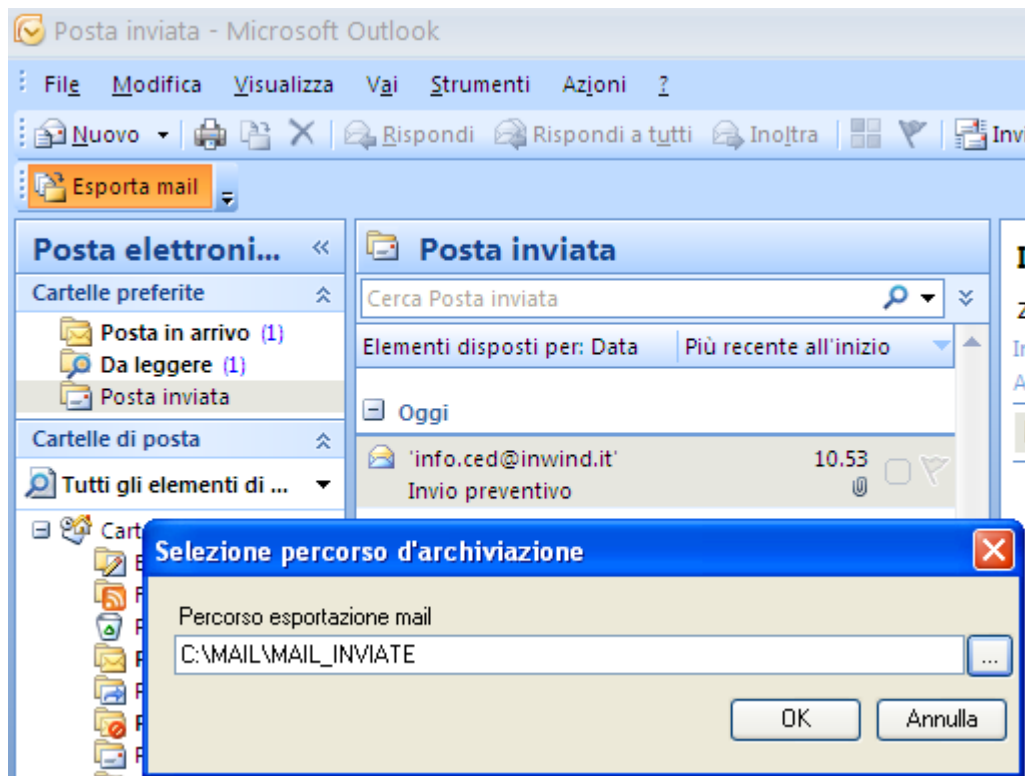 Posta inviata - Microsoft Outlook
File Modifica Visualizza Vai Strumenti Azioni ?
Nuovo Rispondi Rispondi a tutti Inoltra
Esporta mail
Posta elettroni... «
Cartelle preferite
Posta in arrivo (1)
Da leggere (1)
Posta inviata
Cartelle di posta
Tutti gli elementi di ...
Posta inviata
Cerca Posta inviata
Elementi disposti per: Data Più recente all'inizio
Oggi
'info.ced@inwind.it' 10.53
Invio preventivo
Selezione percorso d'archiviazione
Percorso esportazione mail
C:\MAIL\MAIL_INVIATE ...
OK Annulla